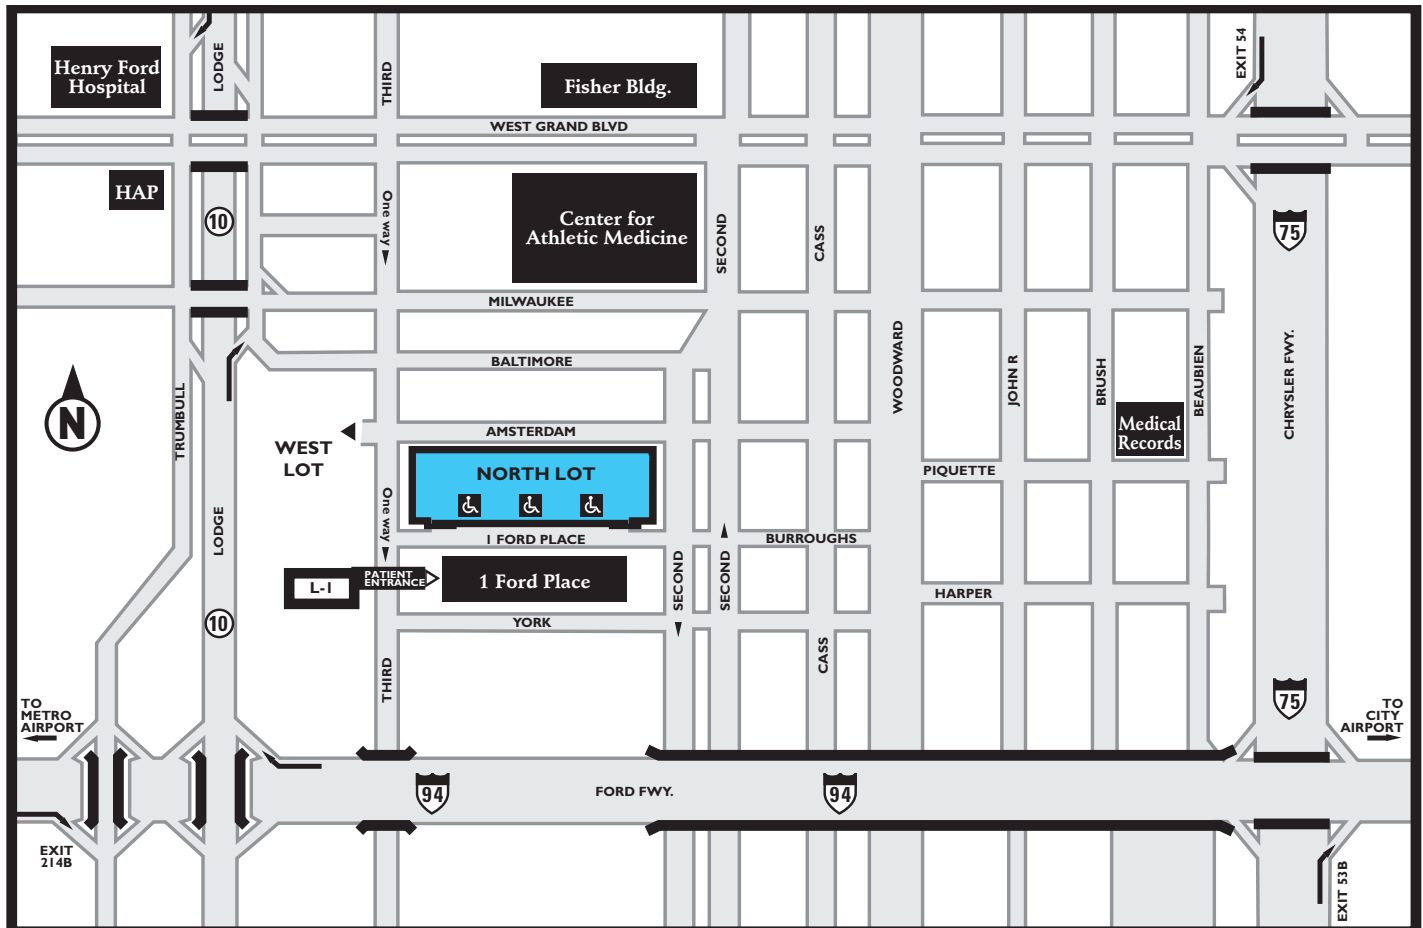 Henry Ford
Hospital
LODGE
THIRD
Fisher Bldg.
EXIT 54
WEST GRAND BLVD
HAP
10
One way
Center for
Athletic Medicine
SECOND
CASS
75
MILWAUKEE
BALTIMORE
WOODWARD
JOHN R
BRUSH
BEAUBIEN
CHRYSLER FWY.
N
TRUMBULL
WEST
LOT
AMSTERDAM
Medical
Records
NORTH LOT
PIQUETTE
LODGE
One way
1 FORD PLACE
BURROUGHS
L-1
PATIENT
ENTRANCE
1 Ford Place
SECOND
SECOND
HARPER
10
YORK
THIRD
CASS
75
TO
METRO
AIRPORT
TO
CITY
AIRPORT
94
FORD FWY.
94
EXIT
214B
EXIT 53B